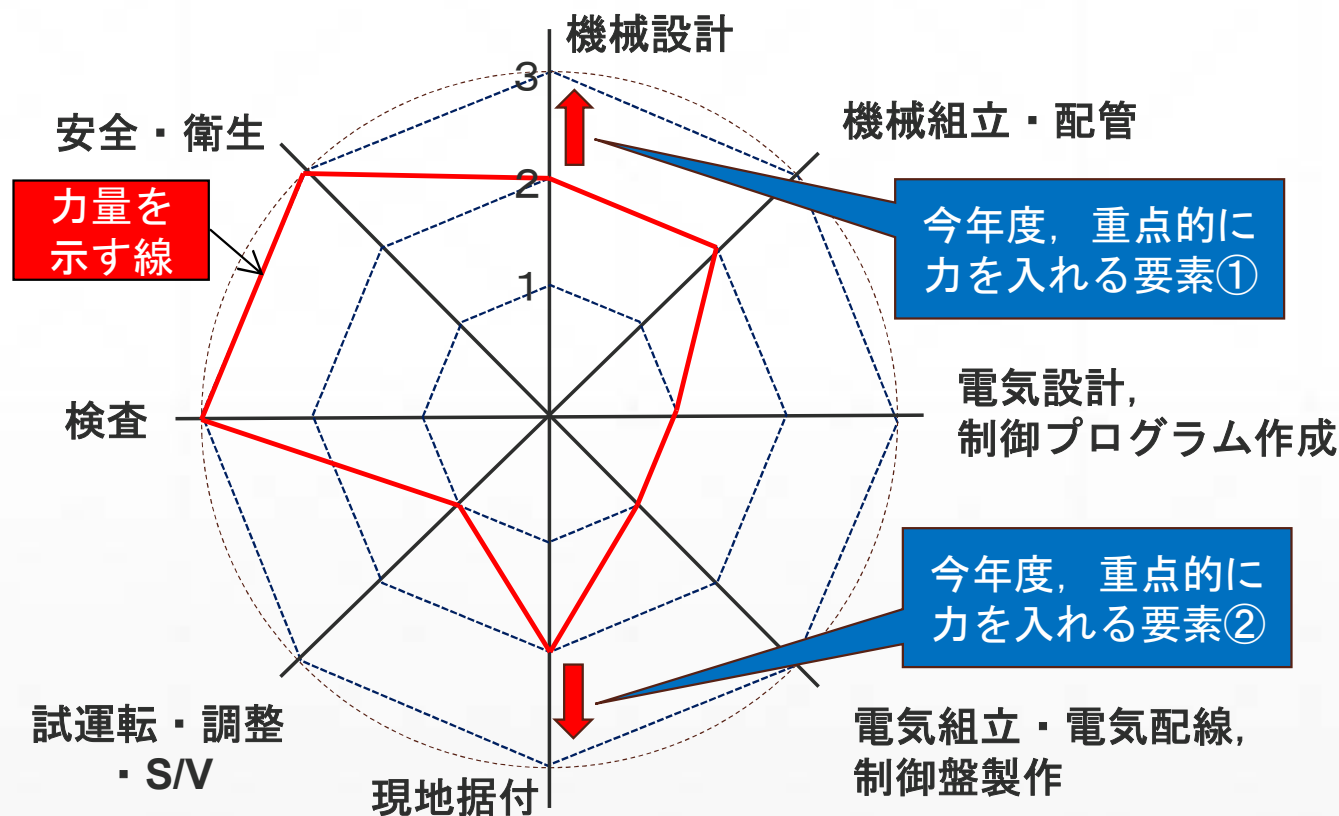 機械設計
3
機械組立・配管
安全・衛生
力量を
示す線
2
今年度，重点的に
力を入れる要素①
1
電気設計，
制御プログラム作成
検査
今年度，重点的に
力を入れる要素②
試運転・調整
・S/V
電気組立・電気配線，
制御盤製作
現地据付